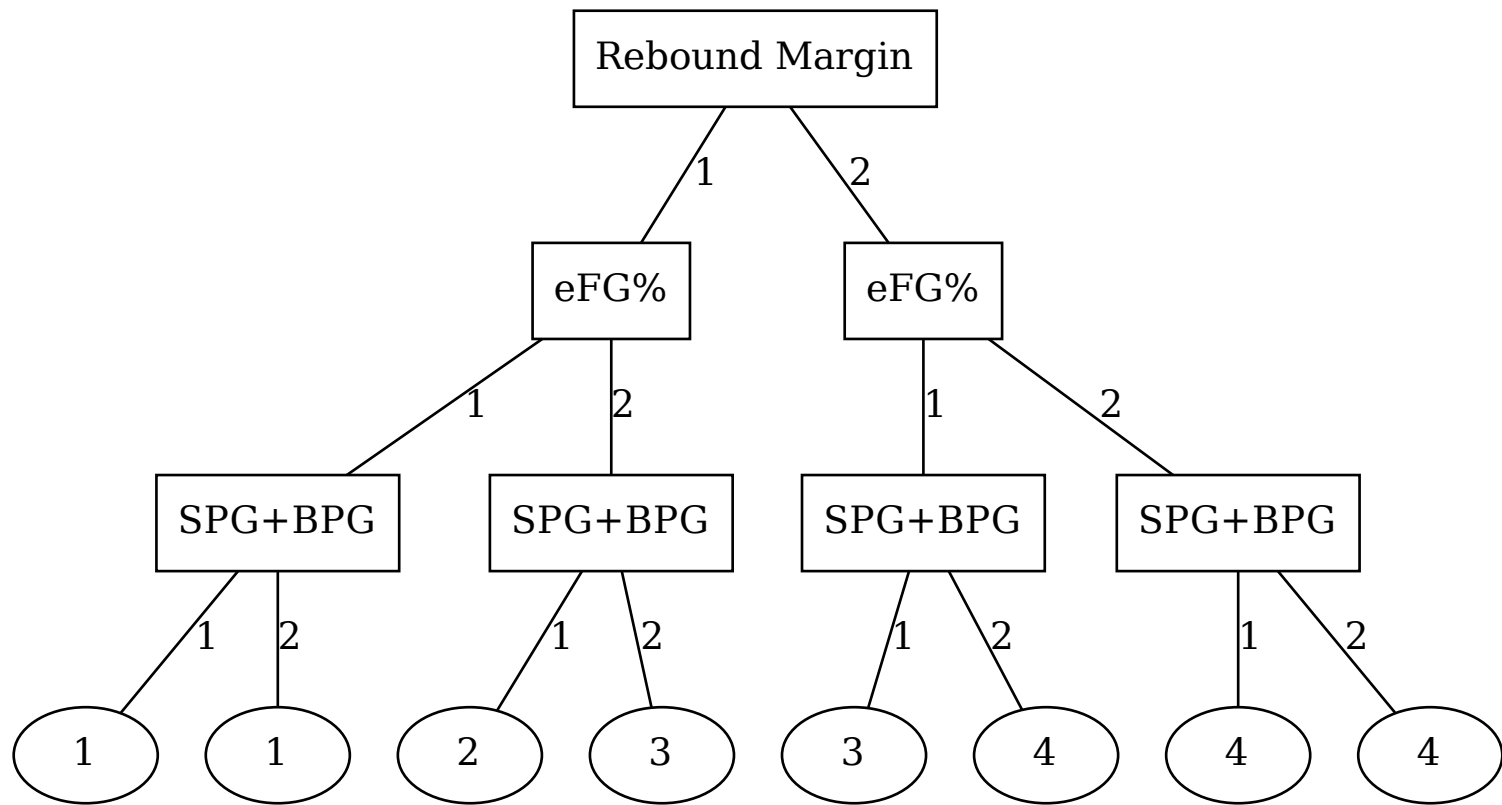 Rebound Margin
1 2
eFG% eFG%
1 2 1 2
SPG+BPG SPG+BPG SPG+BPG SPG+BPG
1 2 1 2 1 2 1 2
1 1 2 3 3 4 4 4